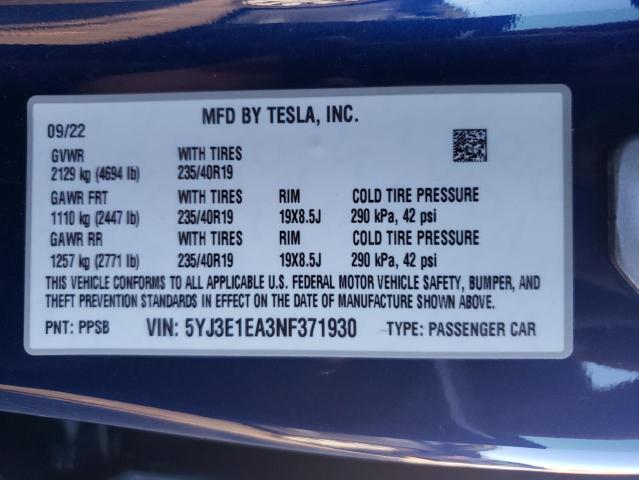 MFD BY TESLA, INC.
09/22
GVWR WITH TIRES
2129 kg (4694 lb) 235/40R19
GAWR FRT WITH TIRES RIM COLD TIRE PRESSURE
1110 kg (2447 lb) 235/40R19 19X8.5J 290 kPa, 42 psi
GAWR RR WITH TIRES RIM COLD TIRE PRESSURE
1257 kg (2771 lb) 235/40R19 19X8.5J 290 kPa, 42 psi
THIS VEHICLE CONFORMS TO ALL APPLICABLE U.S. FEDERAL MOTOR VEHICLE SAFETY, BUMPER, AND
THEFT PREVENTION STANDARDS IN EFFECT ON THE DATE OF MANUFACTURE SHOWN ABOVE.
PNT: PPSB VIN: 5YJ3E1EA3NF371930 TYPE: PASSENGER CAR